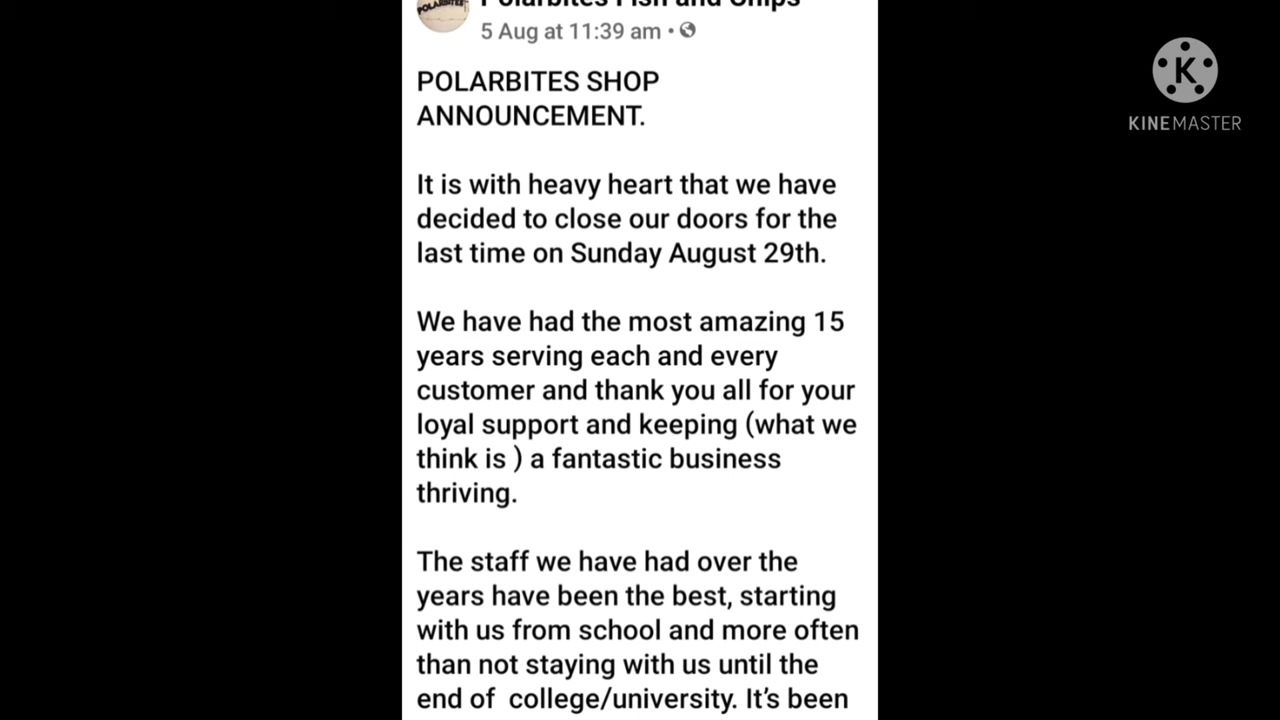 Polarbites Fish and Chips
5 Aug at 11:39 am •
POLARBITES SHOP
ANNOUNCEMENT.
It is with heavy heart that we have
decided to close our doors for the
last time on Sunday August 29th.
We have had the most amazing 15
years serving each and every
customer and thank you all for your
loyal support and keeping (what we
think is ) a fantastic business
thriving.
The staff we have had over the
years have been the best, starting
with us from school and more often
than not staying with us until the
end of  college/university. It’s been
K
KINEMASTER